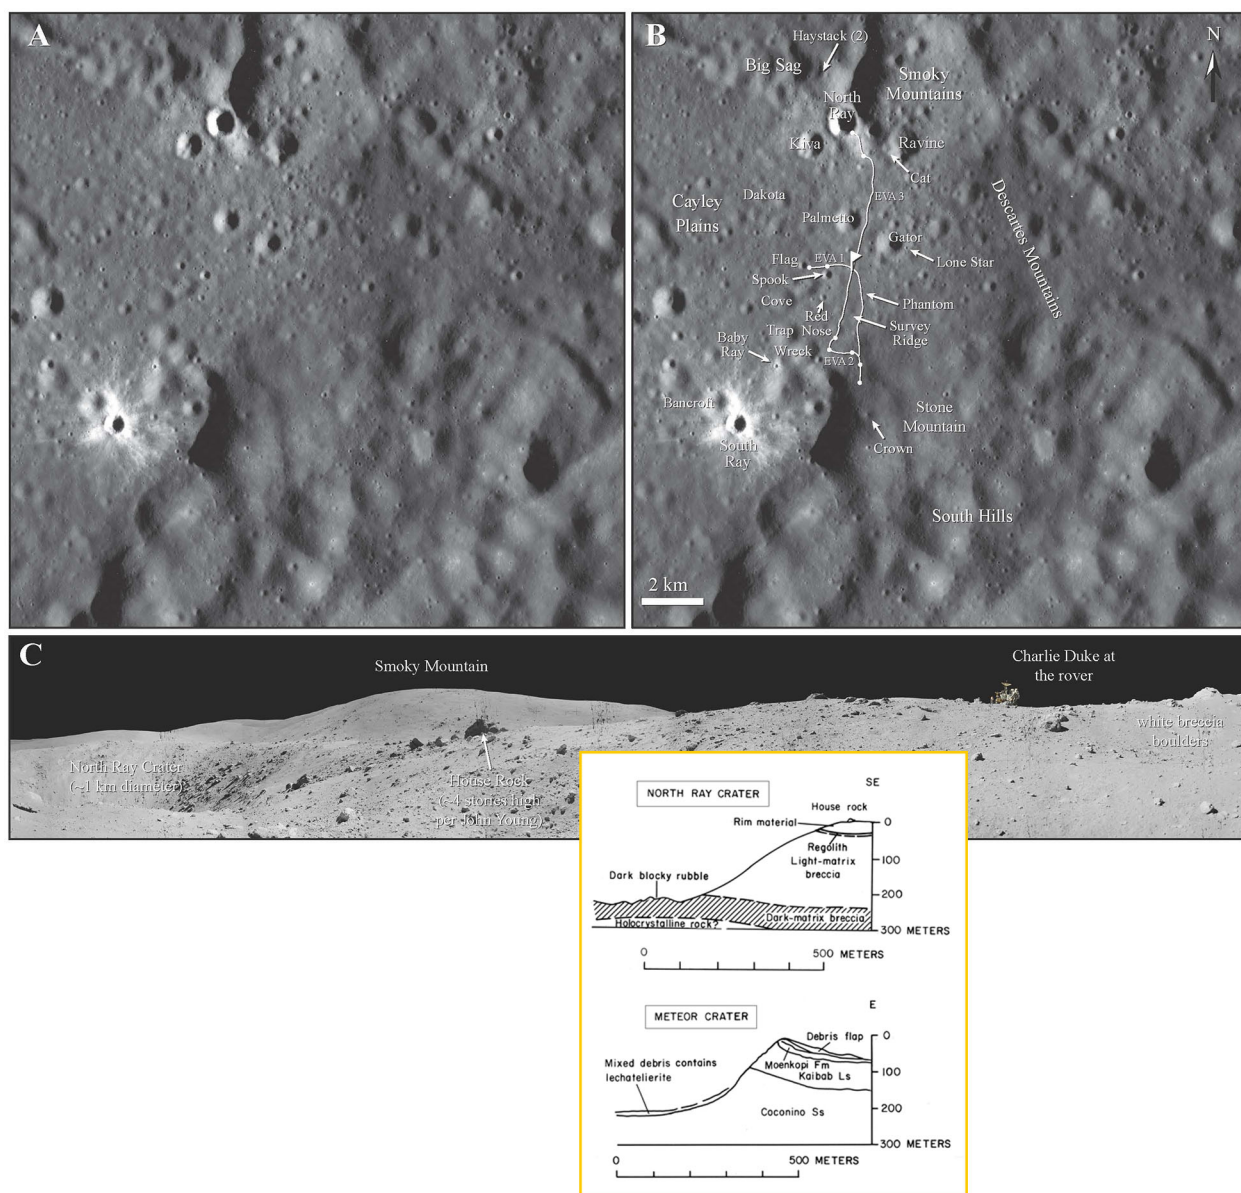 A
B
N
Haystack (2)
Big Sag
Smoky
Mountains
North
Ray
Kiva
Ravine
Cat
Dakota
EVA 3
Cayley
Plains
Palmetto
Descartes Mountains
Gator
Flag
EVA 1
Lone Star
Spook
Cove
Phantom
Red
Nose
Survey
Ridge
Trap
Baby
Ray
Wreck
EVA 2
Bancroft
Stone
Mountain
South
Ray
Crown
South Hills
2 km
C
Smoky Mountain
Charlie Duke at
the rover
white breccia
boulders
North Ray Crater
(~1 km diameter)
House Rock
(~4 stories high
per John Young)
SE
NORTH RAY CRATER
House rock
Rim material
0
Regolith
Light-matrix
breccia
100
Dark blocky rubble
200
Dark-matrix breccia
Holocrystalline rock?
300 METERS
0
500 METERS
E
METEOR CRATER
0
Debris flap
Mixed debris contains
lechatelierite
Moenkopi Fm
Kaibab Ls
100
Coconino Ss
200
300 METERS
0
500 METERS